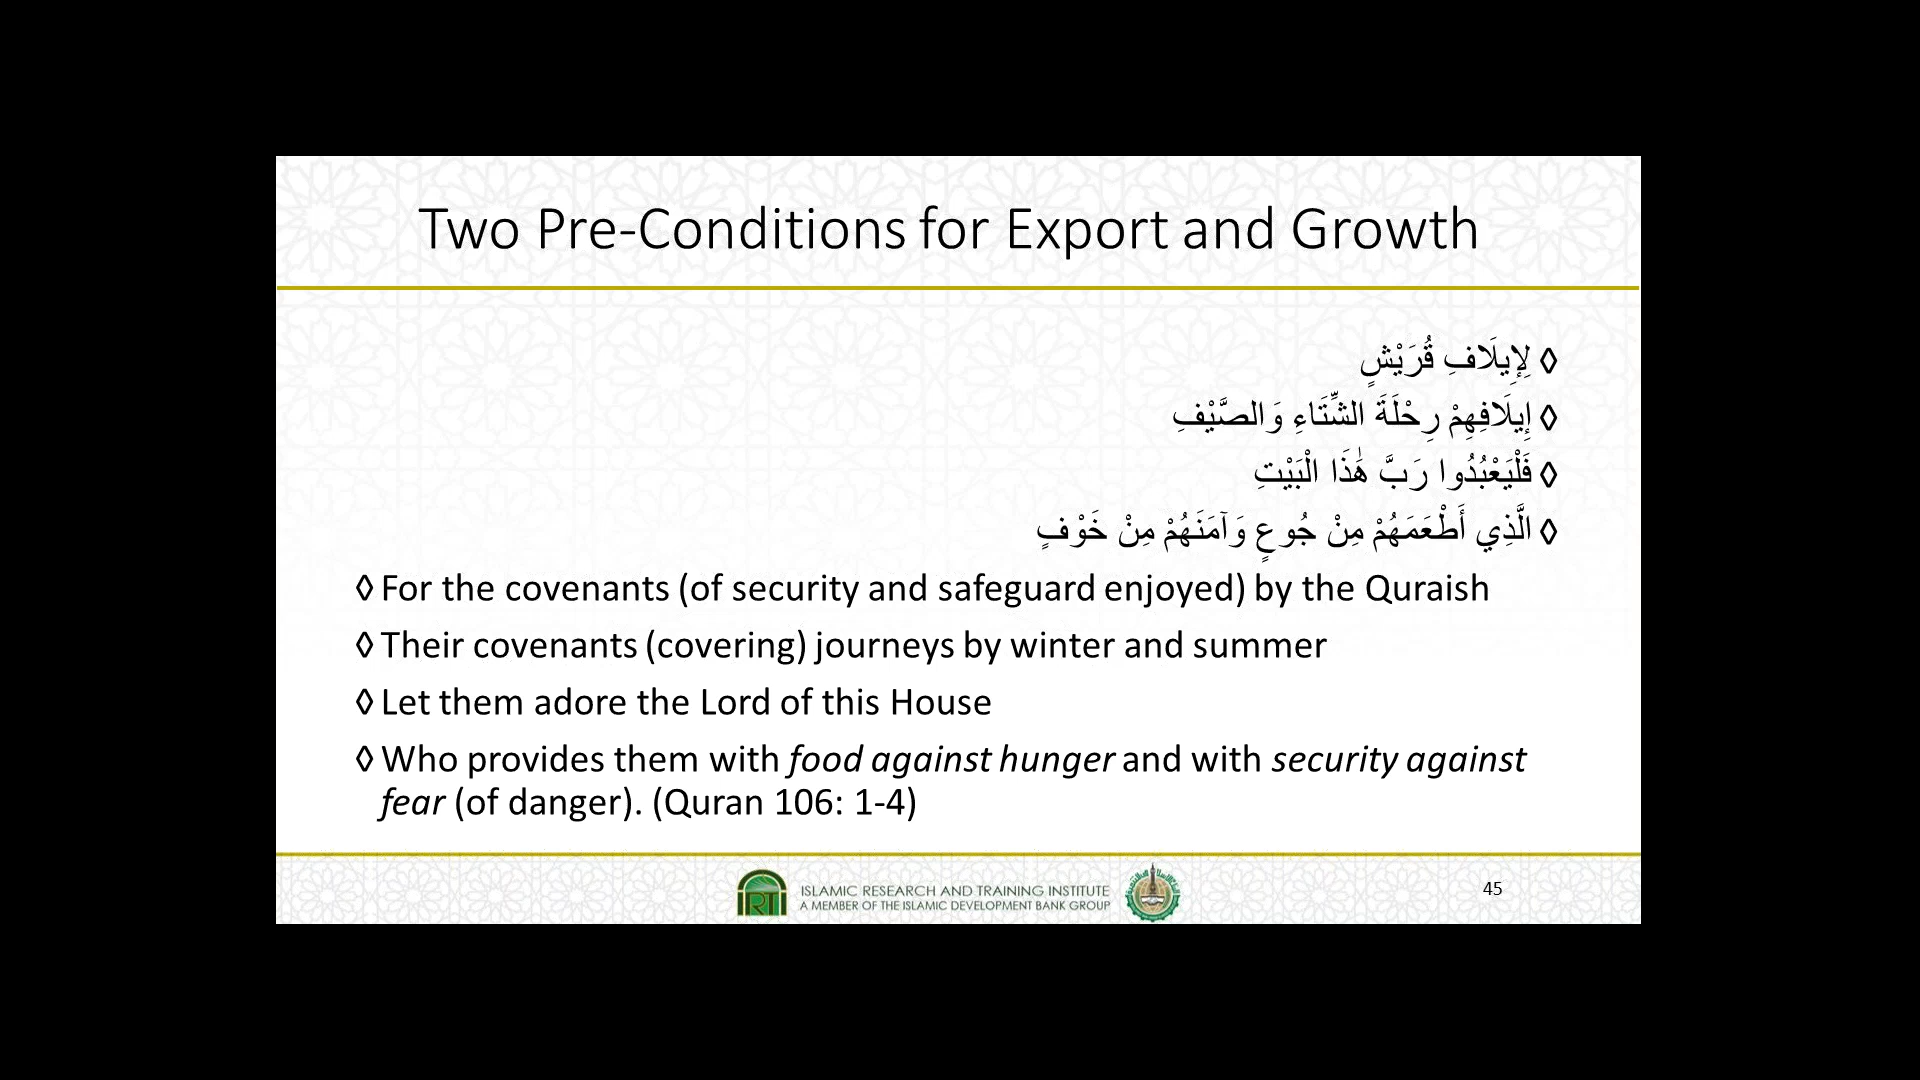 Two Pre-Conditions for Export and Growth
◊ لِإِيلَافِ قُرَيْشٍ
◊ إِيلَافِهِمْ رِحْلَةَ الشِّتَاءِ وَالصَّيْفِ
◊ فَلْيَعْبُدُوا رَبَّ هَٰذَا الْبَيْتِ
◊ الَّذِي أَطْعَمَهُمْ مِنْ جُوعٍ وَآمَنَهُمْ مِنْ خَوْفٍ
◊ For the covenants (of security and safeguard enjoyed) by the Quraish
◊ Their covenants (covering) journeys by winter and summer
◊ Let them adore the Lord of this House
◊ Who provides them with food against hunger and with security against
fear (of danger). (Quran 106: 1-4)
IRTI
ISLAMIC RESEARCH AND TRAINING INSTITUTE
A MEMBER OF THE ISLAMIC DEVELOPMENT BANK GROUP
45